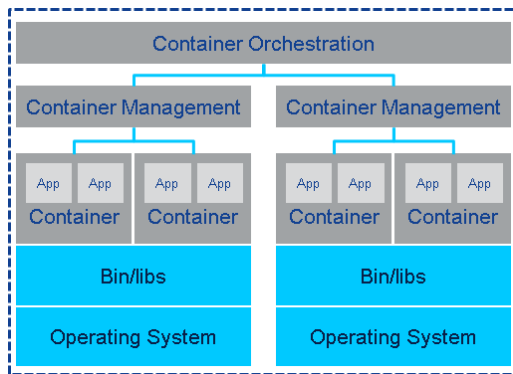 Container Orchestration
Container Management
Container Management
App App App App
App App App App
Container Container
Container Container
Bin/libs
Bin/libs
Operating System
Operating System